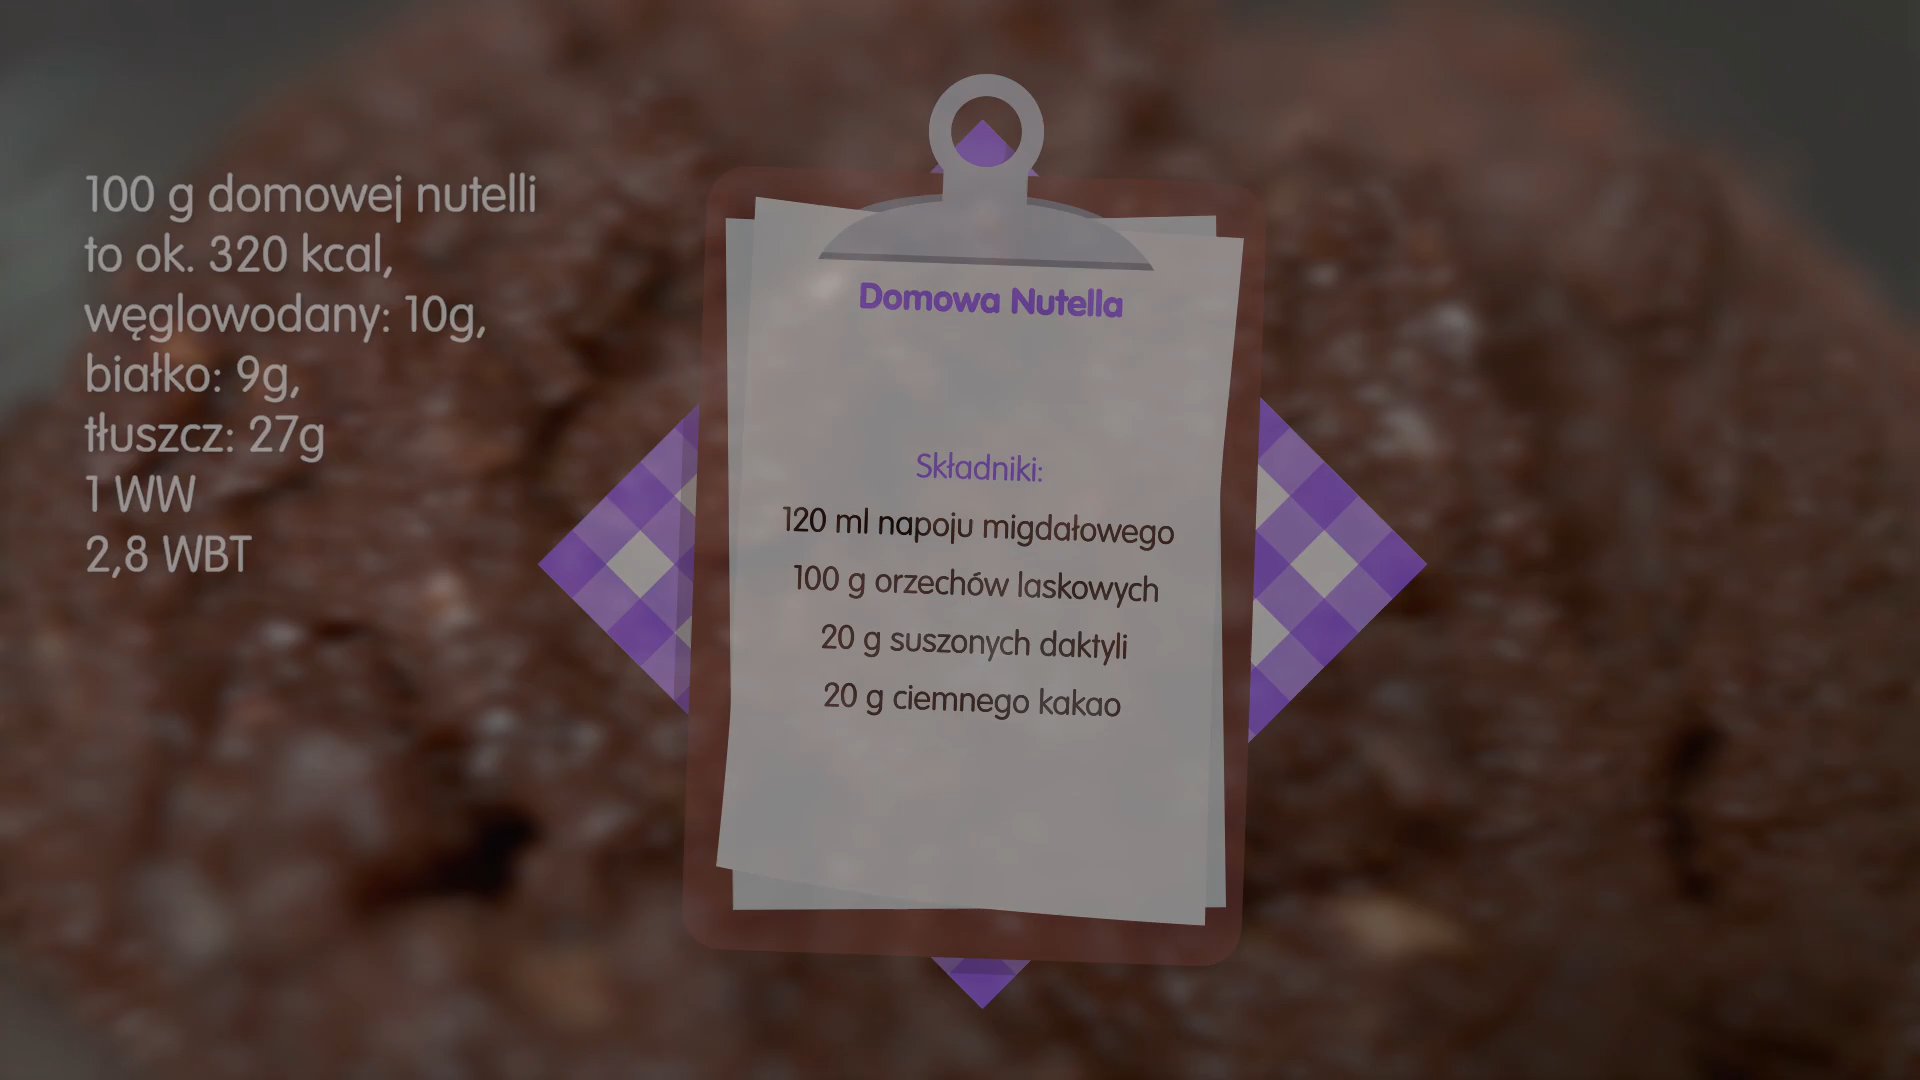 100 g domowej nutelli
to ok. 320 kcal,
węglowodany: 10g,
białko: 9g,
tłuszcz: 27g
1 WW
2,8 WBT
Domowa Nutella
Składniki:
120 ml napoju migdałowego
100 g orzechów laskowych
20 g suszonych daktyli
20 g ciemnego kakao